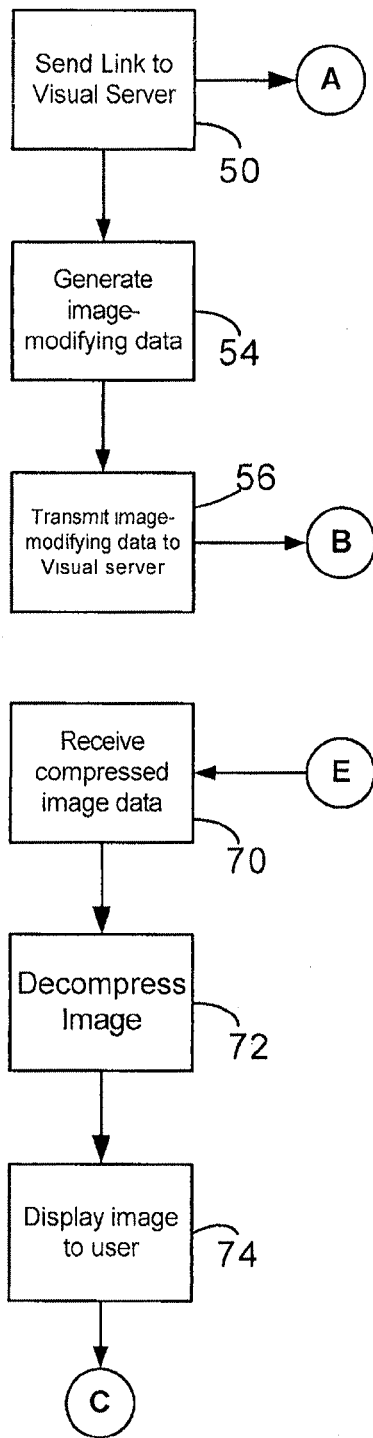 Send Link to
Visual Server
A
50
Generate
image-
modifying data
54
56
Transmit image-
modifying data to
Visual server
B
Receive
compressed
image data
E
70
Decompress
Image
72
Display image
to user
74
C